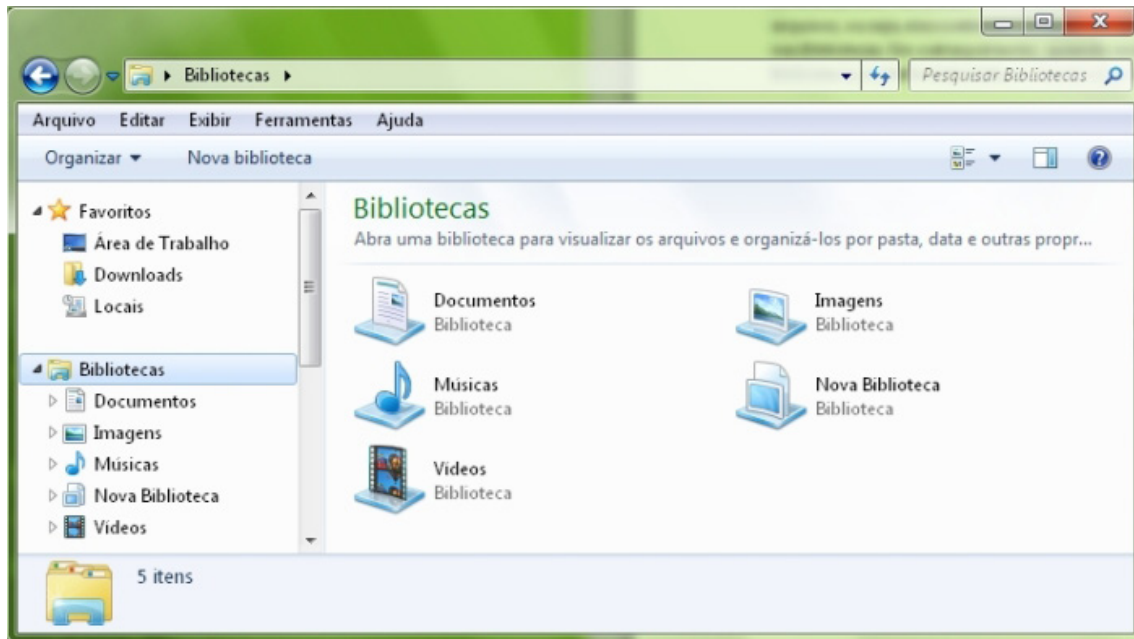 Bibliotecas
Pesquisar Bibliotecas
Arquivo Editar Exibir Ferramentas Ajuda
Organizar Nova biblioteca
Favoritos
Área de Trabalho
Downloads
Locais
Bibliotecas
Documentos
Imagens
Músicas
Nova Biblioteca
Vídeos
Bibliotecas
Abra uma biblioteca para visualizar os arquivos e organizá-los por pasta, data e outras propr...
Documentos
Biblioteca
Imagens
Biblioteca
Músicas
Biblioteca
Nova Biblioteca
Biblioteca
Vídeos
Biblioteca
5 itens